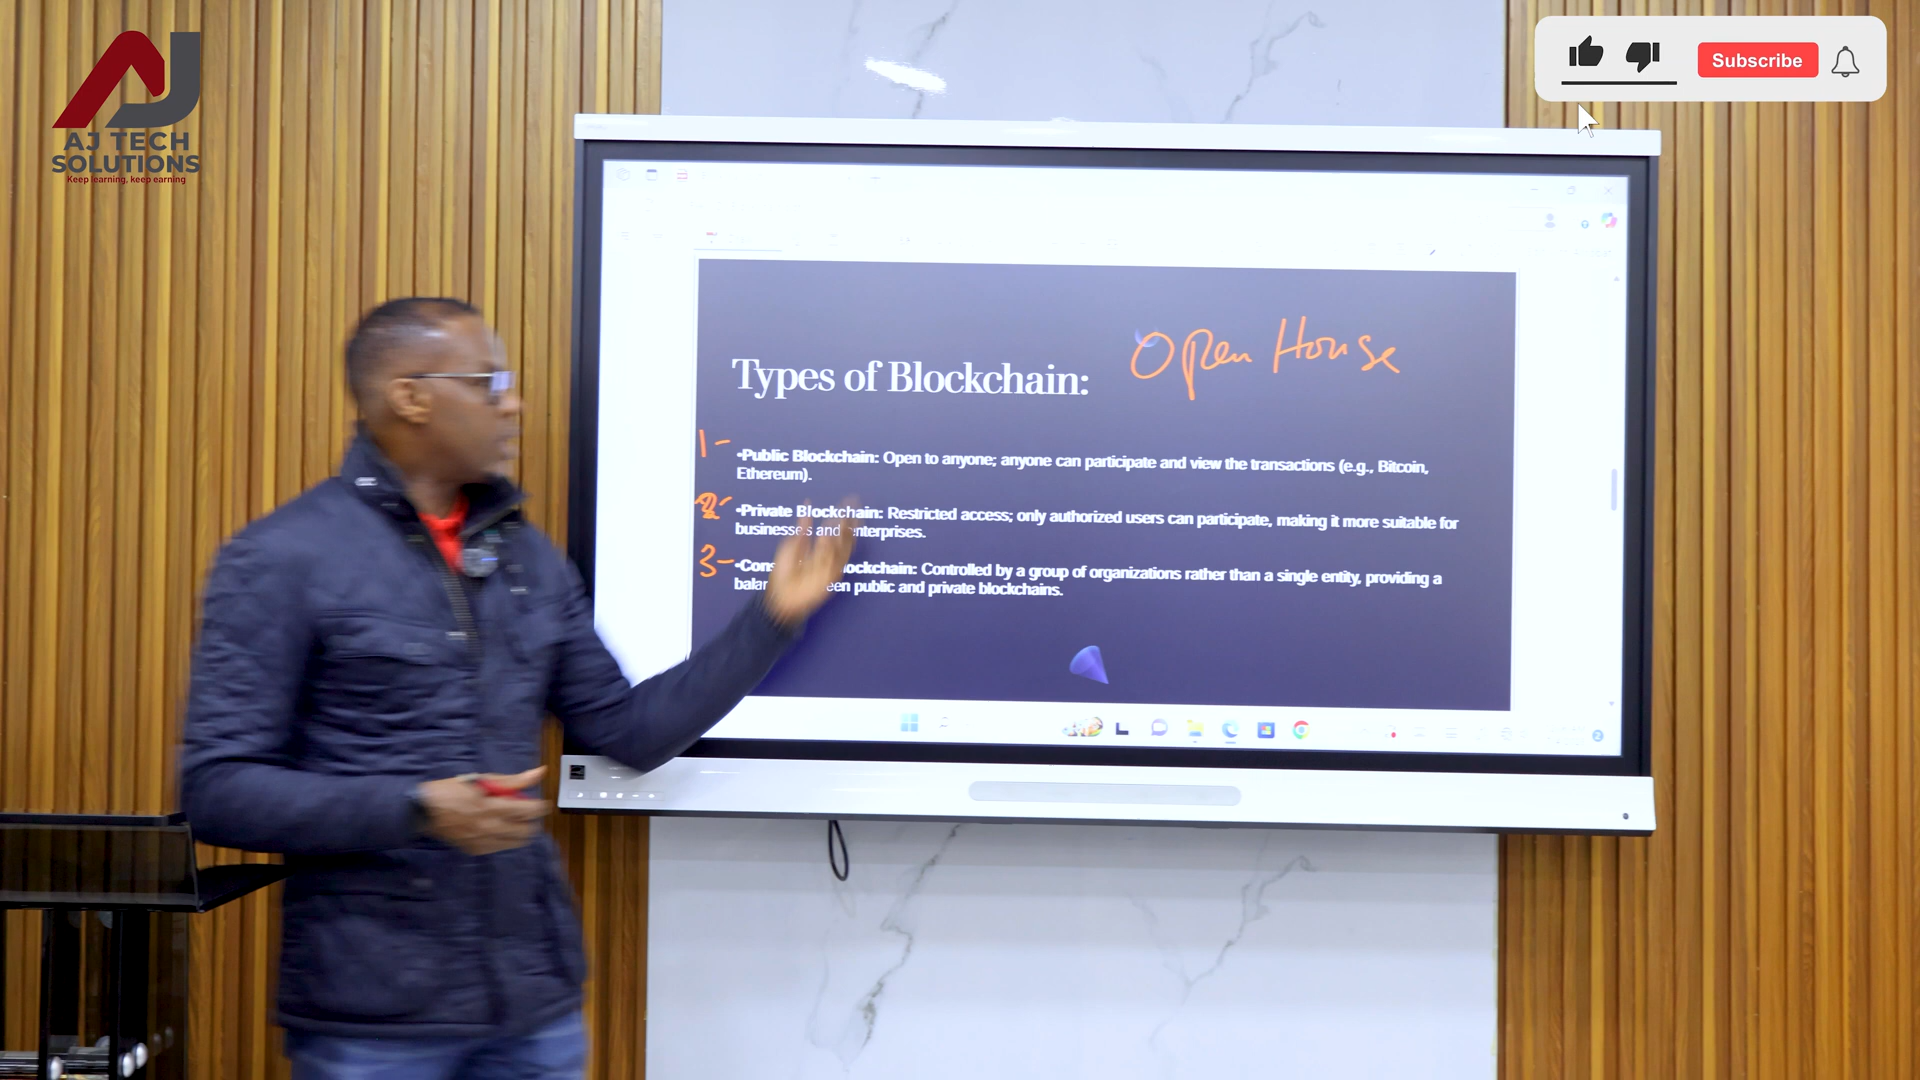 AJ TECH
SOLUTIONS
Keep learning, keep earning
Subscribe
Open House
Types of Blockchain:
1-
•Public Blockchain: Open to anyone; anyone can participate and view the transactions (e.g., Bitcoin,
Ethereum).
2-
•Private Blockchain: Restricted access; only authorized users can participate, making it more suitable for
businesses and enterprises.
3-
•Cons ockchain: Controlled by a group of organizations rather than a single entity, providing a
bala een public and private blockchains.